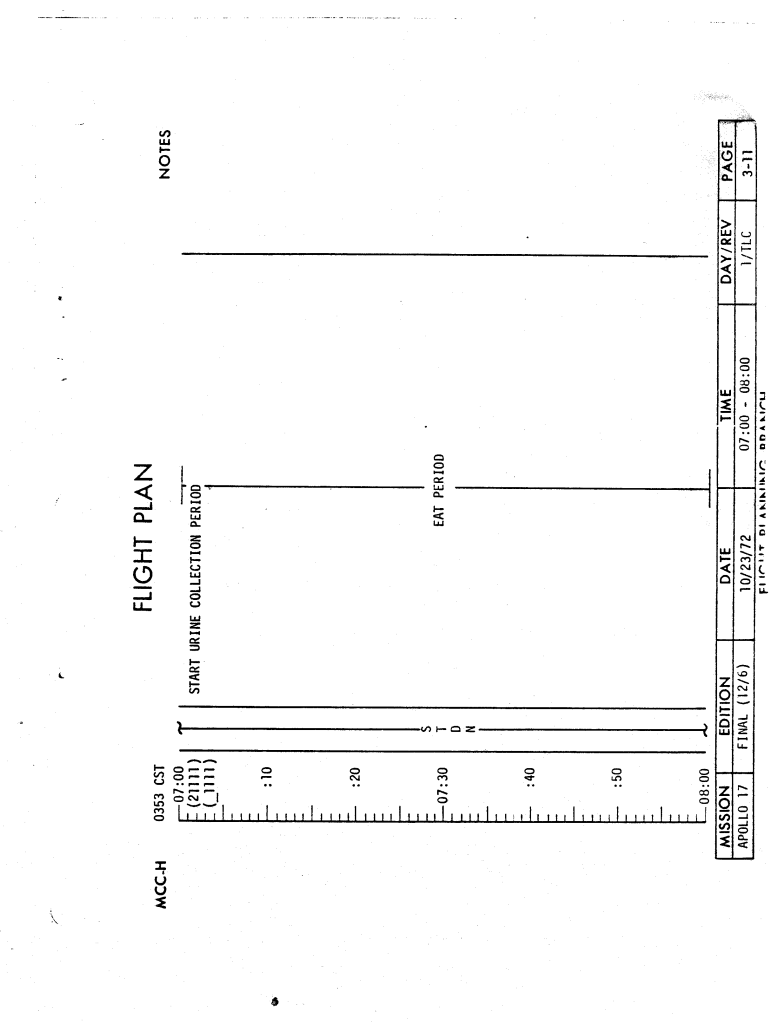 FLIGHT PLAN
MCC-H
0353 CST
NOTES
07:00
(21111)
(_1111)
START URINE COLLECTION PERIOD
:10
:20
07:30
S T D N
EAT PERIOD
:40
:50
08:00
MISSION EDITION DATE TIME DAY/REV PAGE
APOLLO 17 FINAL (12/6) 10/23/72 07:00 - 08:00 1/TLC 3-11
FLIGHT PLANNING BRANCH